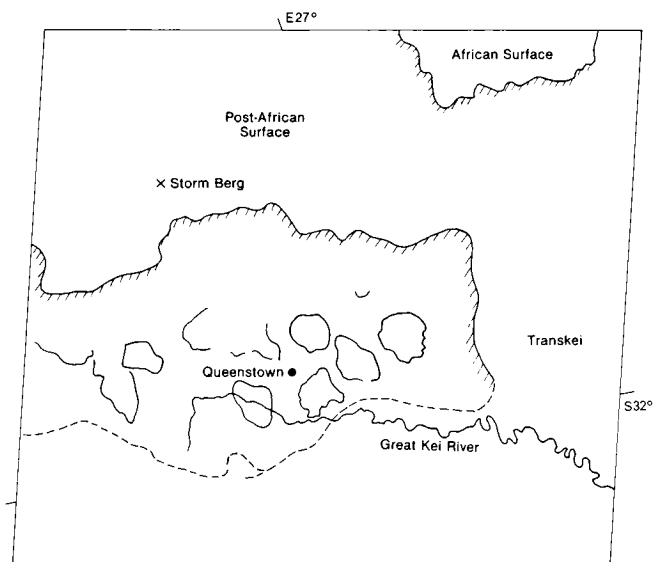 E27°
African Surface
Post-African
Surface
× Storm Berg
Transkei
Queenstown
S32°
Great Kei River